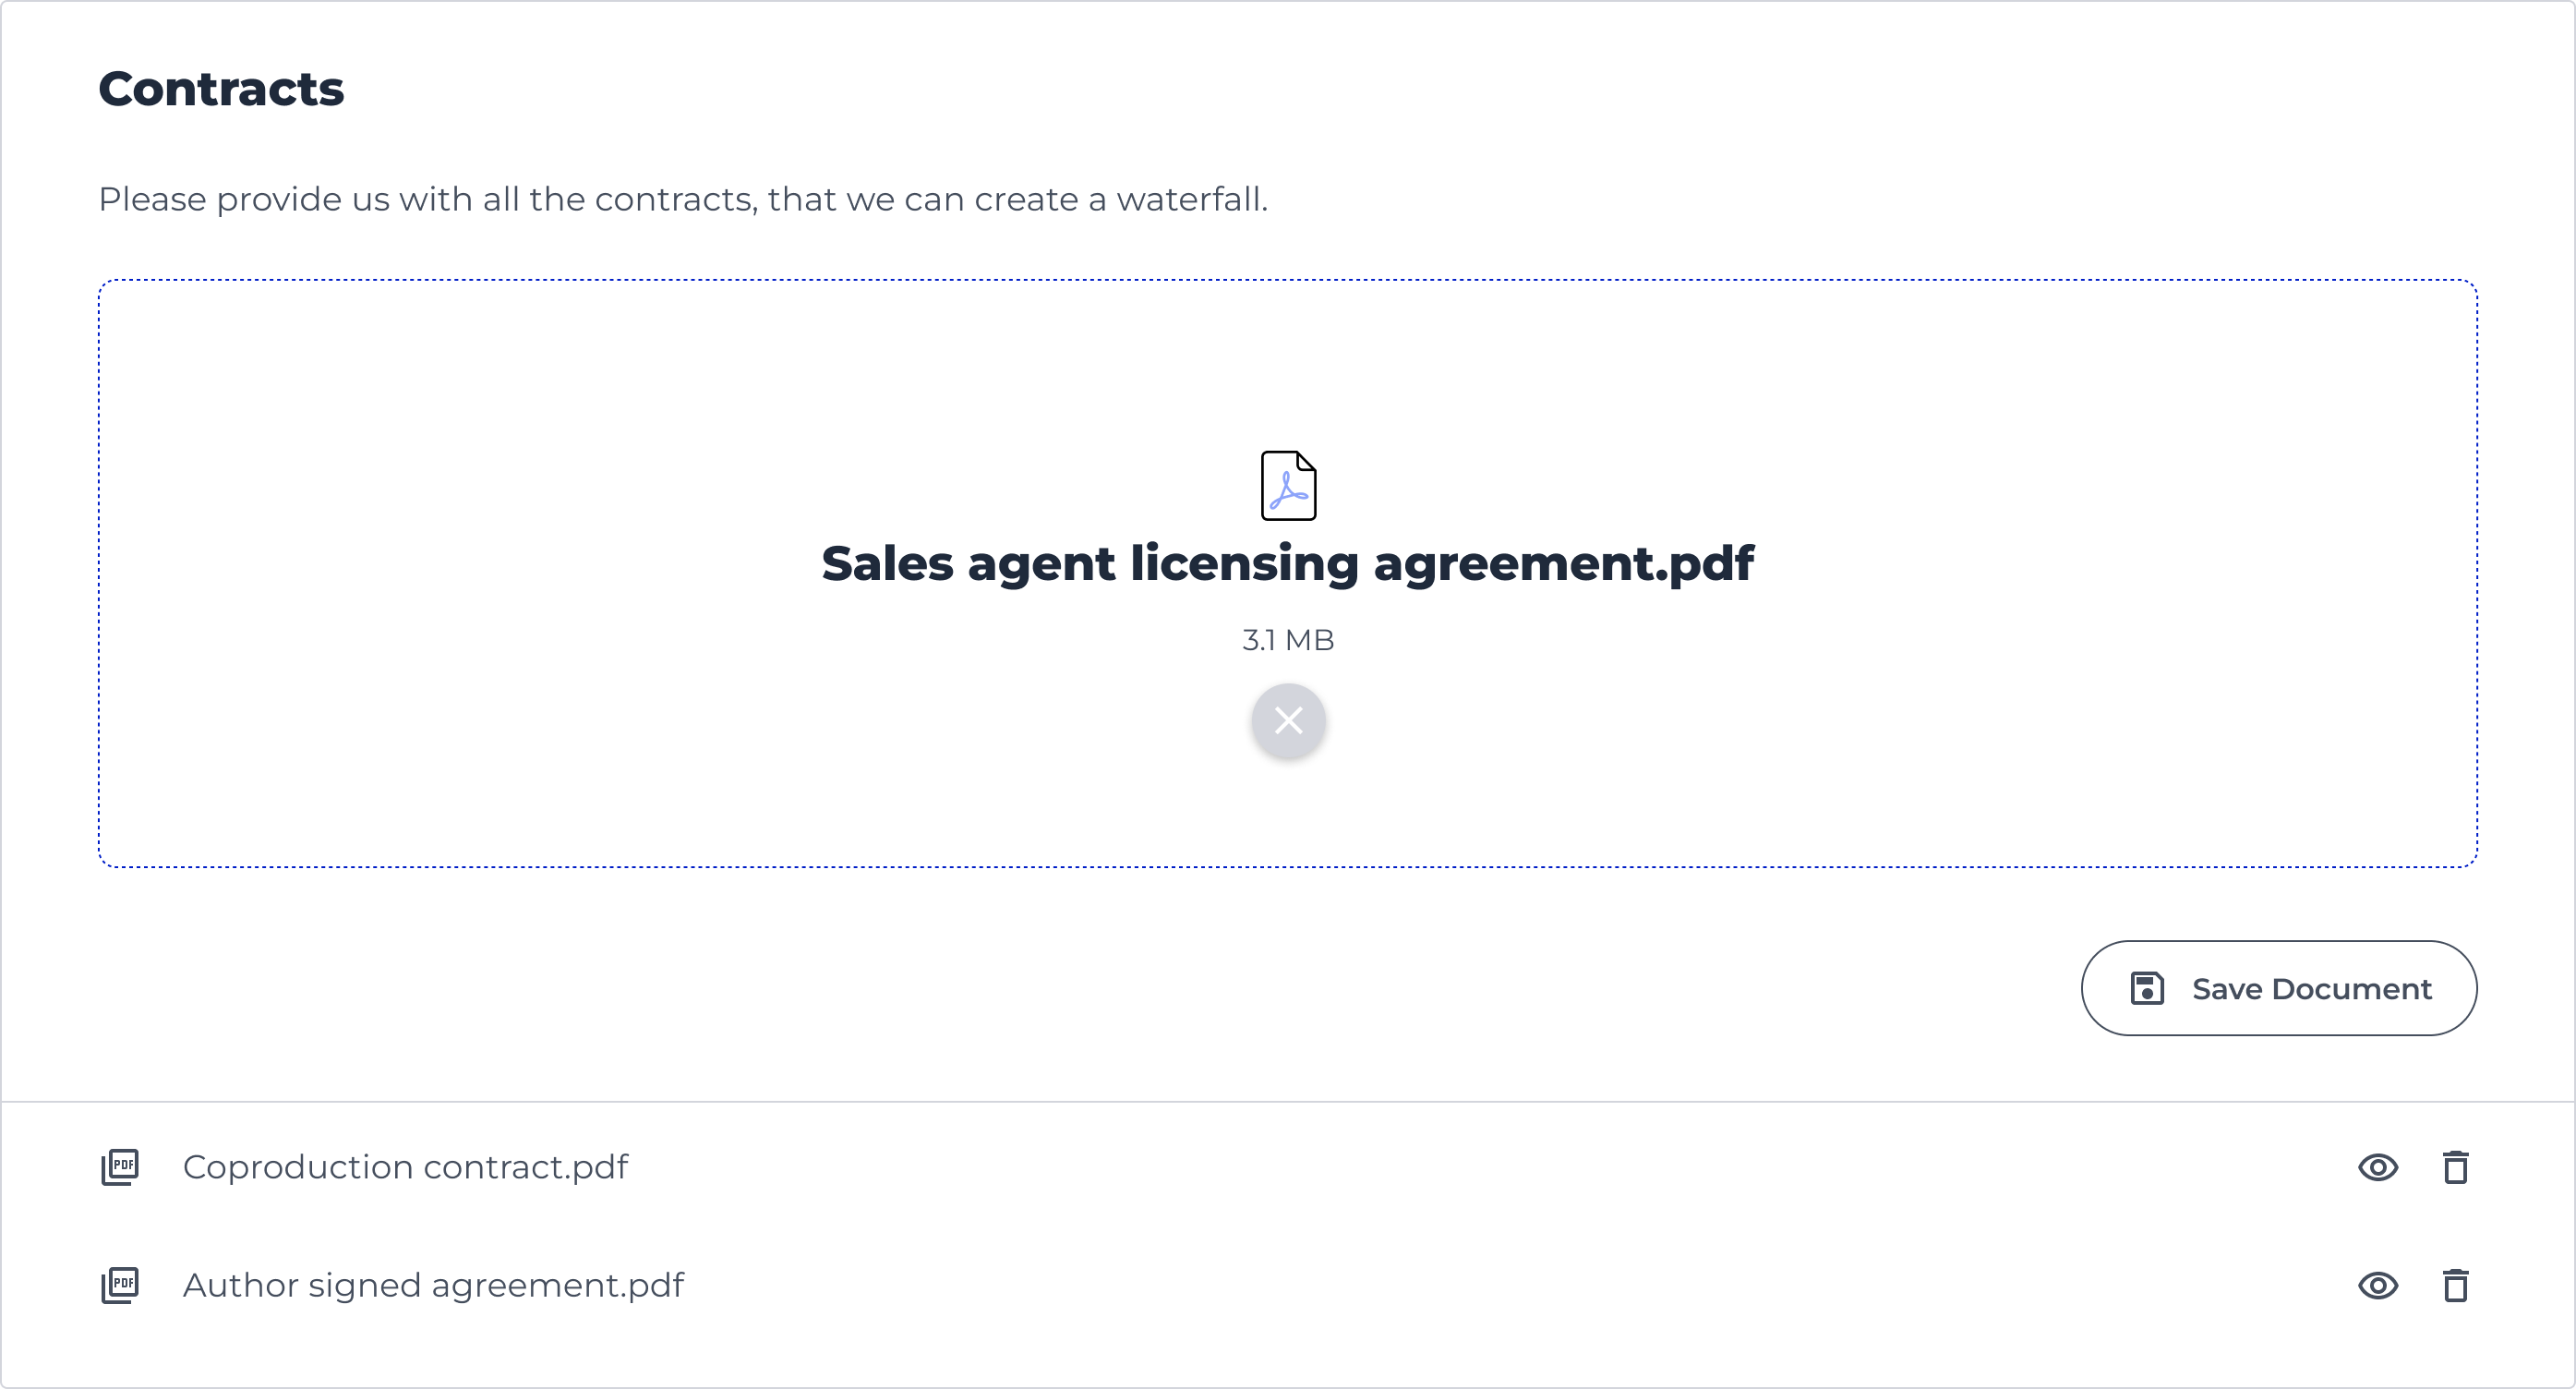 Contracts
Please provide us with all the contracts, that we can create a waterfall.
Sales agent licensing agreement.pdf
3.1 MB
Save Document
PDF Coproduction contract.pdf
PDF Author signed agreement.pdf